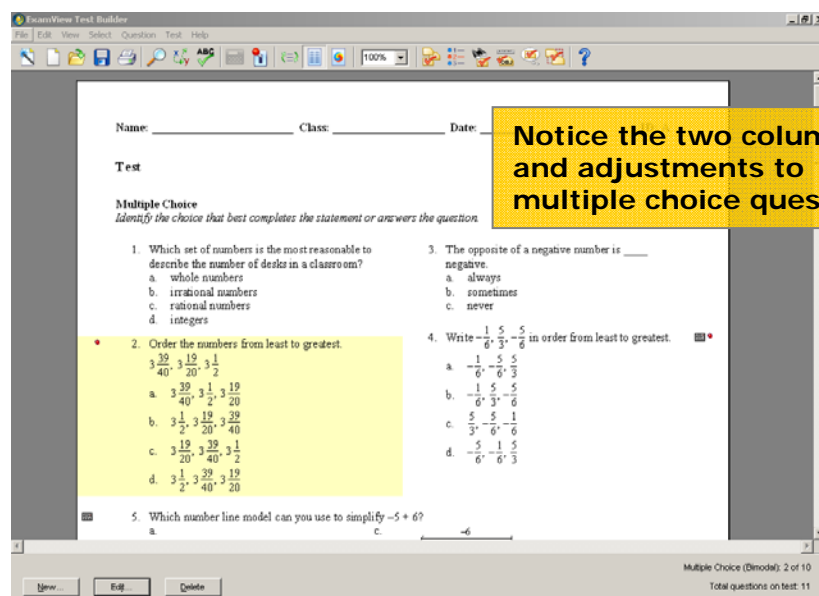 ExamView Test Builder
File Edit View Select Question Test Help
100%
Name: Class: Date:
Notice the two colum
and adjustments to
multiple choice ques
Test
Multiple Choice
Identify the choice that best completes the statement or answers the question.
1. Which set of numbers is the most reasonable to
describe the number of desks in a classroom?
a. whole numbers
b. irrational numbers
c. rational numbers
d. integers
2. Order the numbers from least to greatest.
3 39/40, 3 19/20, 3 1/2
a. 3 39/40, 3 1/2, 3 19/20
b. 3 1/2, 3 19/20, 3 39/40
c. 3 19/20, 3 39/40, 3 1/2
d. 3 1/2, 3 39/40, 3 19/20
3. The opposite of a negative number is ____
negative.
a. always
b. sometimes
c. never
4. Write −1/6, 5/3, −5/6 in order from least to greatest.
a. −1/6, −5/6, 5/3
b. −1/6, 5/3, −5/6
c. 5/3, −5/6, −1/6
d. −5/6, −1/6, 5/3
5. Which number line model can you use to simplify −5 + 6?
a. c. −6
Multiple Choice (Bimodal): 2 of 10
New... Edit... Delete Total questions on test: 11